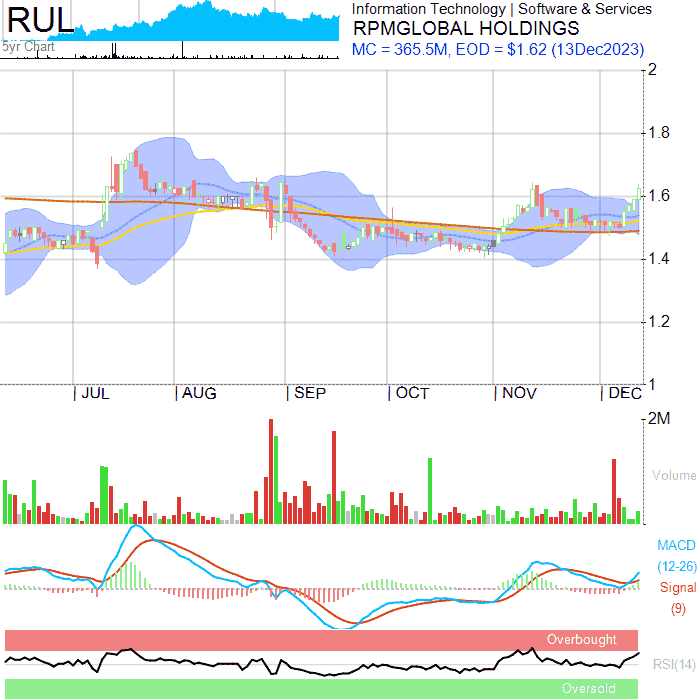 RUL
5yr Chart
Information Technology | Software & Services
RPMGLOBAL HOLDINGS
MC = 365.5M, EOD = $1.62 (13Dec2023)
2
1.8
1.6
1.4
1.2
1
| JUL | AUG | SEP | OCT | NOV | DEC
2M
Volume
MACD
(12-26)
Signal
(9)
Overbought
RSI(14)
Oversold